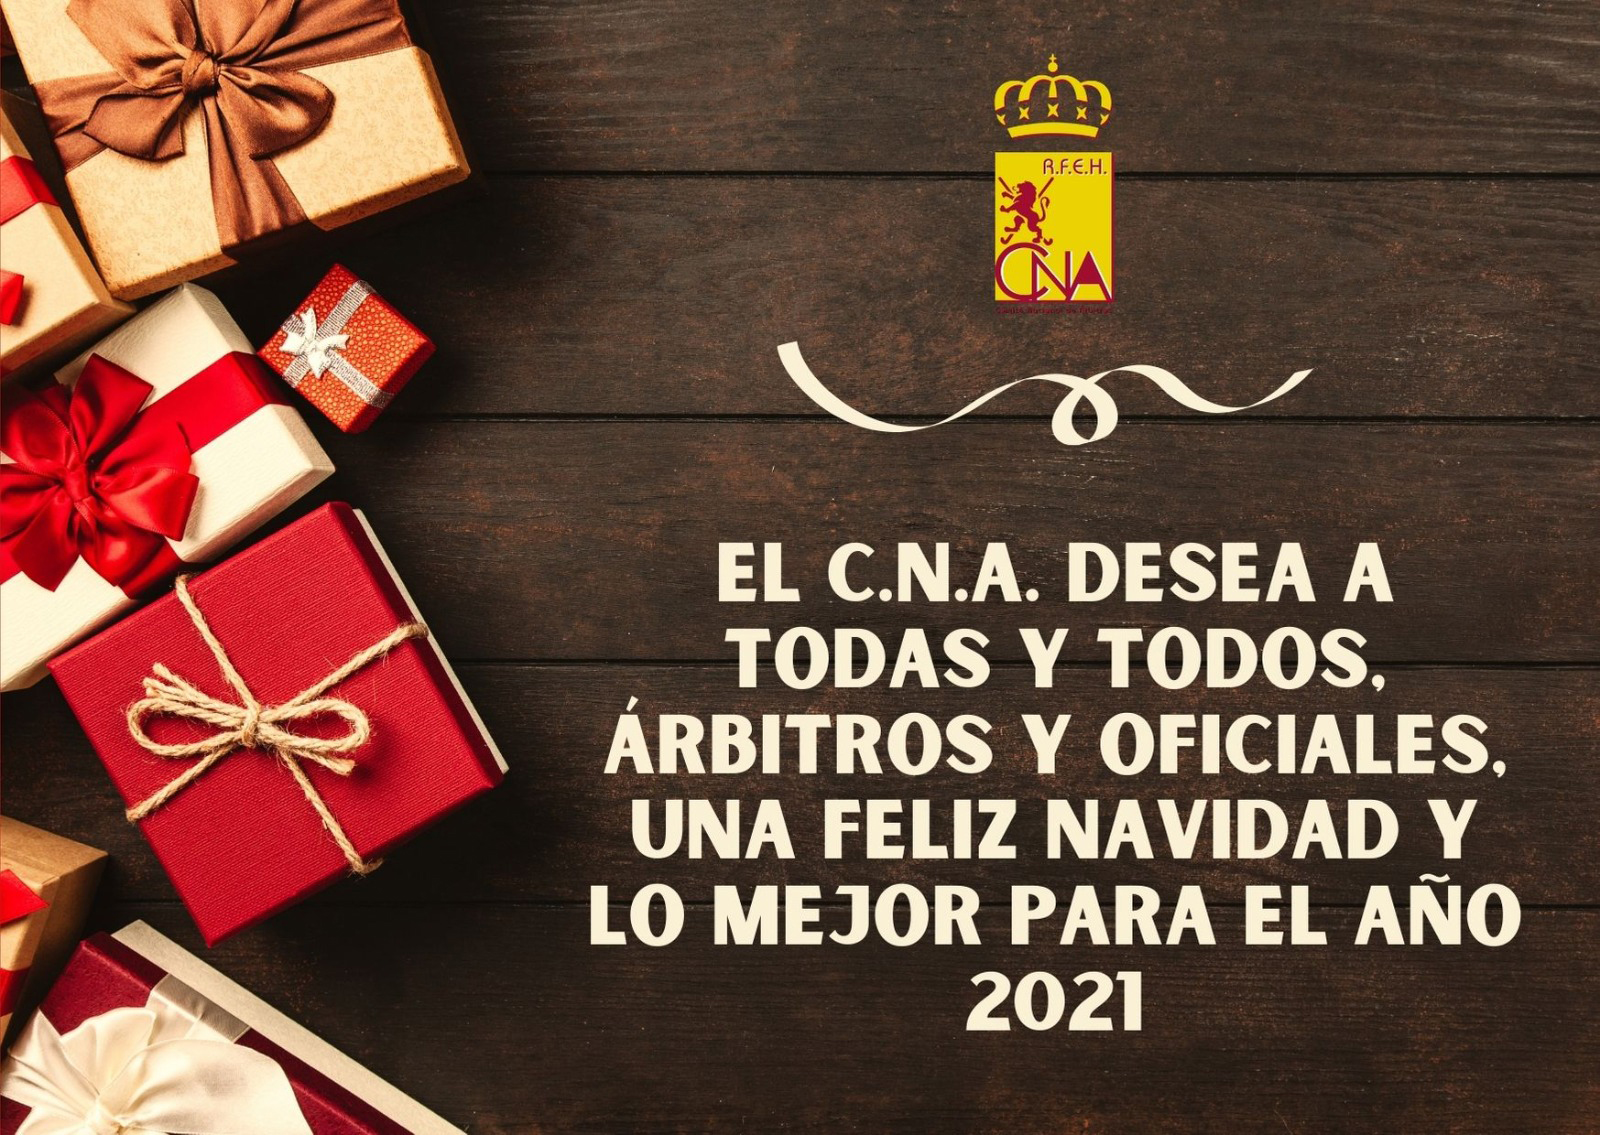 R.F.E.H.
CNA
EL C.N.A. DESEA A
TODAS Y TODOS,
ÁRBITROS Y OFICIALES,
UNA FELIZ NAVIDAD Y
LO MEJOR PARA EL AÑO
2021